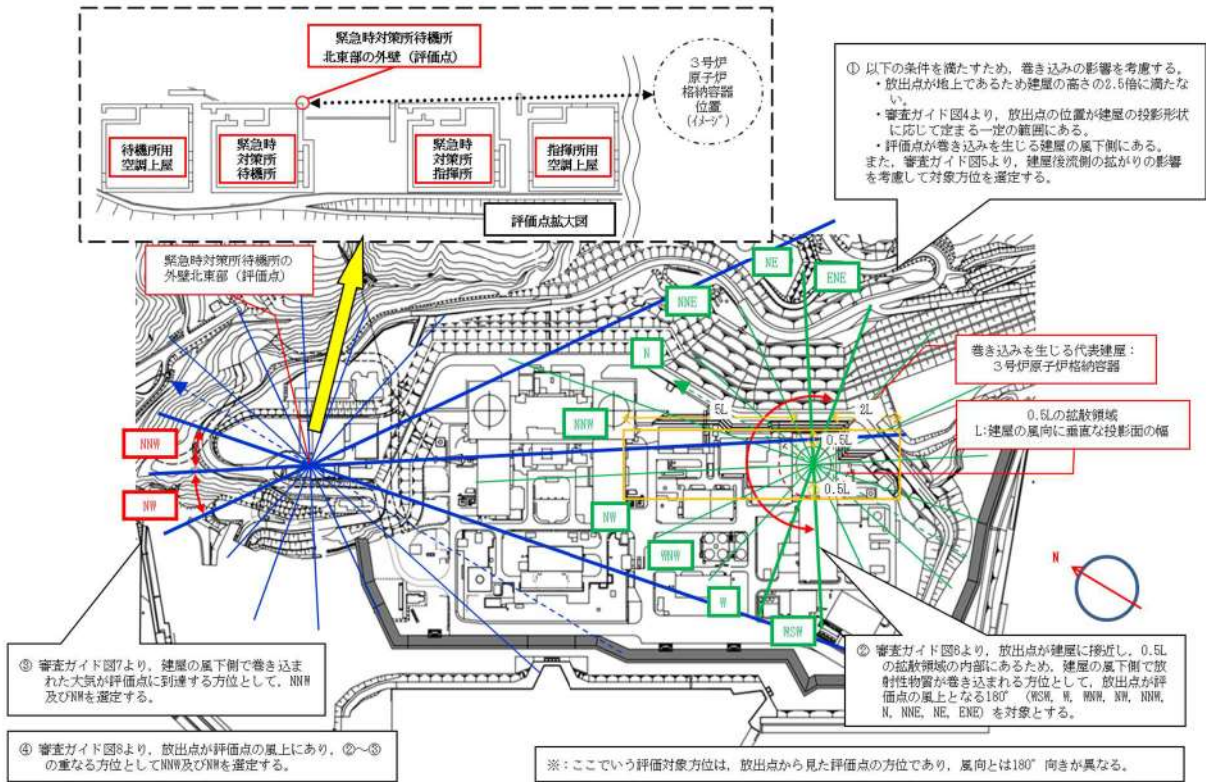 緊急時対策所待機所
北東部の外壁（評価点）
3号炉
原子炉
格納容器
位置
(ｲﾒｰｼﾞ)
待機所用
空調上屋
緊急時
対策所
待機所
緊急時
対策所
指揮所
指揮所用
空調上屋
評価点拡大図
① 以下の条件を満たすため，巻き込みの影響を考慮する。
・放出点が地上であるため建屋の高さの2.5倍に満たな
い。
・審査ガイド図4より，放出点の位置が建屋の投影形状
に応じて定まる一定の範囲にある。
・評価点が巻き込みを生じる建屋の風下側にある。
また，審査ガイド図5より，建屋後流側の拡がりの影響
を考慮して対象方位を選定する。
緊急時対策所待機所の
外壁北東部（評価点）
NE
ENE
NNE
N
巻き込みを生じる代表建屋：
3号炉原子炉格納容器
5L
2L
NNW
0.5Lの拡散領域
L:建屋の風向に垂直な投影面の幅
NNW
0.5L
0.5L
NW
NW
WNW
W
WSW
N
③ 審査ガイド図7より，建屋の風下側で巻き込ま
れた大気が評価点に到達する方位として，NNW
及びNWを選定する。
② 審査ガイド図6より，放出点が建屋に接近し，0.5L
の拡散領域の内部にあるため，建屋の風下側で放
射性物質が巻き込まれる方位として，放出点が評
価点の風上となる180°（WSW, W, WNW, NW, NNW,
N, NNE, NE, ENE）を対象とする。
④ 審査ガイド図8より，放出点が評価点の風上にあり，②～③
の重なる方位としてNNW及びNWを選定する。
※：ここでいう評価対象方位は，放出点から見た評価点の方位であり，風向とは180°向きが異なる。